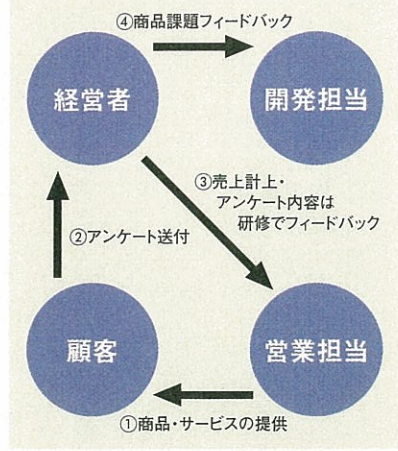 ④商品課題フィードバック
経営者
開発担当
③売上計上・
アンケート内容は
研修でフィードバック
②アンケート送付
顧客
営業担当
①商品・サービスの提供